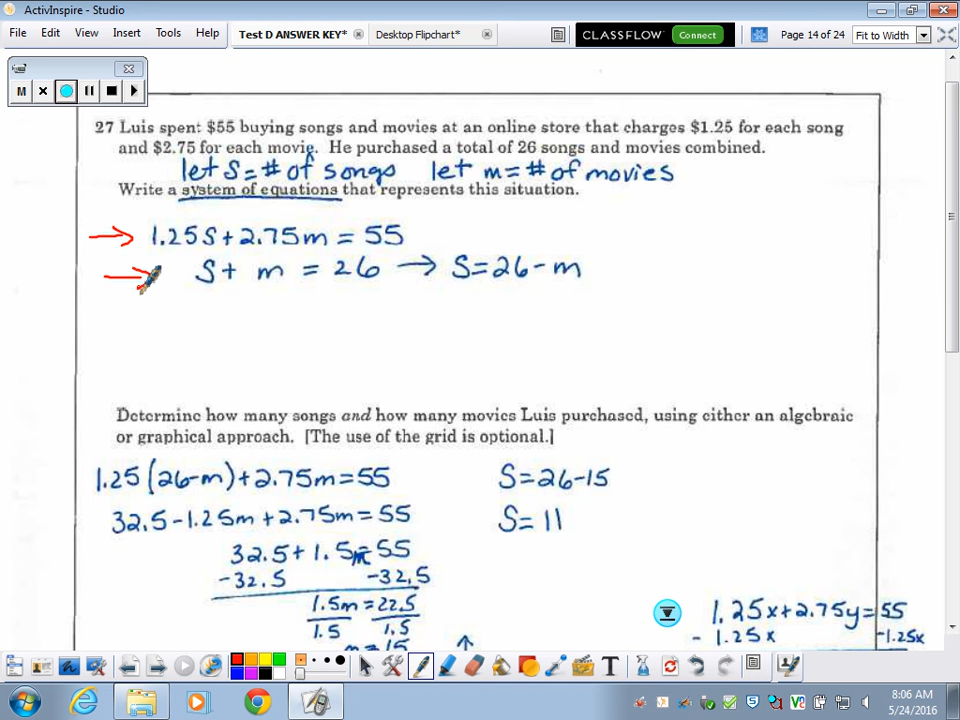 ActivInspire - Studio
File Edit View Insert Tools Help Test D ANSWER KEY* Desktop Flipchart* CLASSFLOW Connect Page 14 of 24 Fit to Width
M
27 Luis spent $55 buying songs and movies at an online store that charges $1.25 for each song
and $2.75 for each movie. He purchased a total of 26 songs and movies combined.
let S = # of songs let m = # of movies
Write a system of equations that represents this situation.
1.25S + 2.75m = 55
S + m = 26 → S = 26 - m
Determine how many songs and how many movies Luis purchased, using either an algebraic
or graphical approach. [The use of the grid is optional.]
1.25(26-m) + 2.75m = 55 S = 26 - 15
32.5 - 1.25m + 2.75m = 55 S = 11
32.5 + 1.5m = 55
-32.5 -32.5
1.5m = 22.5 1.25x + 2.75y = 55
1.5 1.5 - 1.25x -1.25x
m = 15
T
8:06 AM
5/24/2016